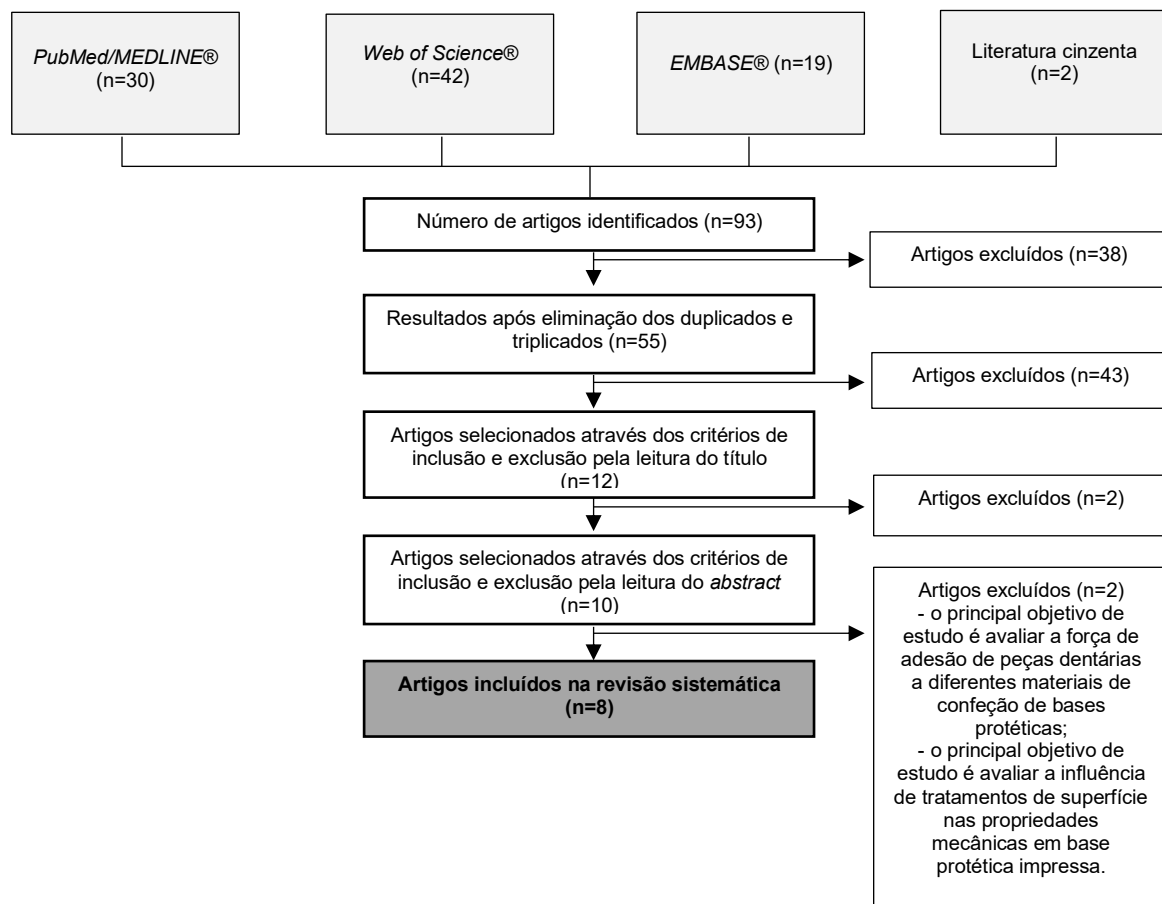 PubMed/MEDLINE®
(n=30)
Web of Science®
(n=42)
EMBASE® (n=19)
Literatura cinzenta
(n=2)
Número de artigos identificados (n=93)
Artigos excluídos (n=38)
Resultados após eliminação dos duplicados e
triplicados (n=55)
Artigos excluídos (n=43)
Artigos selecionados através dos critérios de
inclusão e exclusão pela leitura do título
(n=12)
Artigos excluídos (n=2)
Artigos selecionados através dos critérios de
inclusão e exclusão pela leitura do abstract
(n=10)
Artigos excluídos (n=2)
- o principal objetivo de
estudo é avaliar a força de
adesão de peças dentárias
a diferentes materiais de
confeção de bases
protéticas;
- o principal objetivo de
estudo é avaliar a influência
de tratamentos de superfície
nas propriedades
mecânicas em base
protética impressa.
Artigos incluídos na revisão sistemática
(n=8)